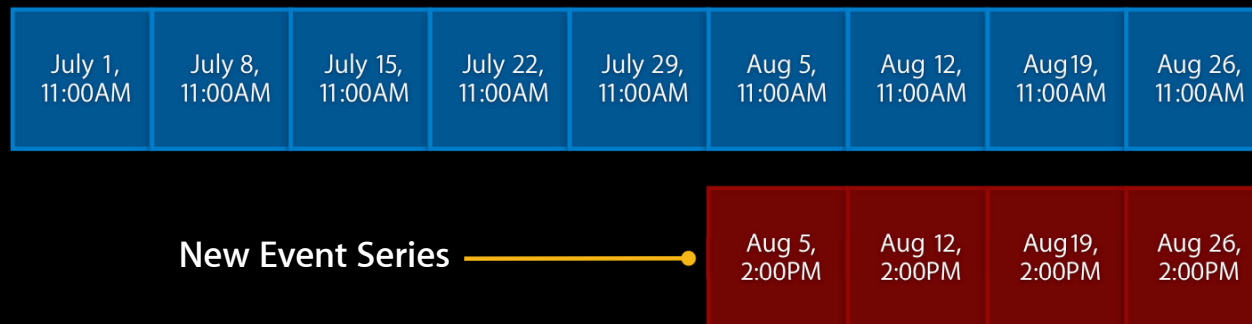 July 1,
11:00AM
July 8,
11:00AM
July 15,
11:00AM
July 22,
11:00AM
July 29,
11:00AM
Aug 5,
11:00AM
Aug 12,
11:00AM
Aug19,
11:00AM
Aug 26,
11:00AM
New Event Series
Aug 5,
2:00PM
Aug 12,
2:00PM
Aug19,
2:00PM
Aug 26,
2:00PM